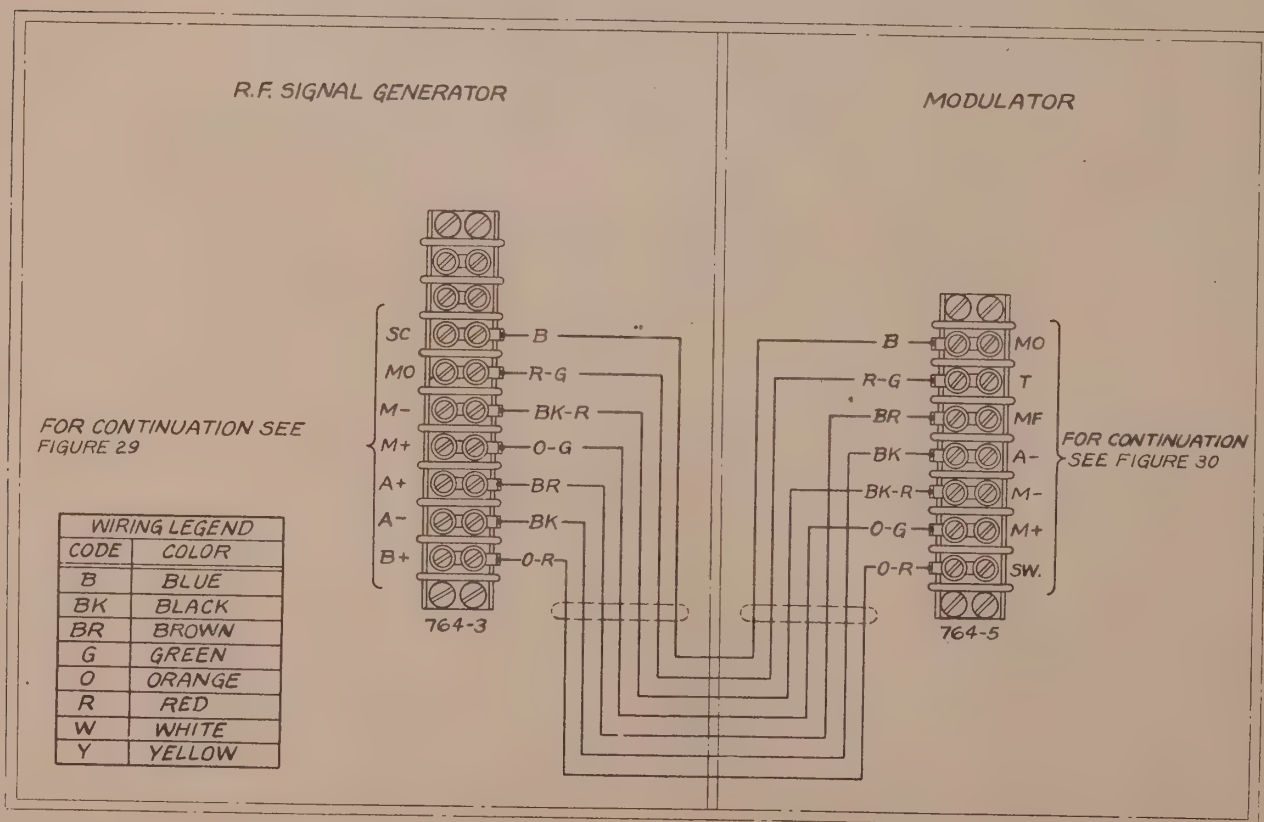 R.F. SIGNAL GENERATOR
MODULATOR
SC
MO
M-
M+
A+
A-
B+
B
R-G
BK-R
O-G
BR
BK
O-R
764-3
FOR CONTINUATION SEE
FIGURE 29
WIRING LEGEND
CODE COLOR
B BLUE
BK BLACK
BR BROWN
G GREEN
O ORANGE
R RED
W WHITE
Y YELLOW
B
R-G
BR
BK
BK-R
O-G
O-R
MO
T
MF
A-
M-
M+
SW.
764-5
FOR CONTINUATION
SEE FIGURE 30